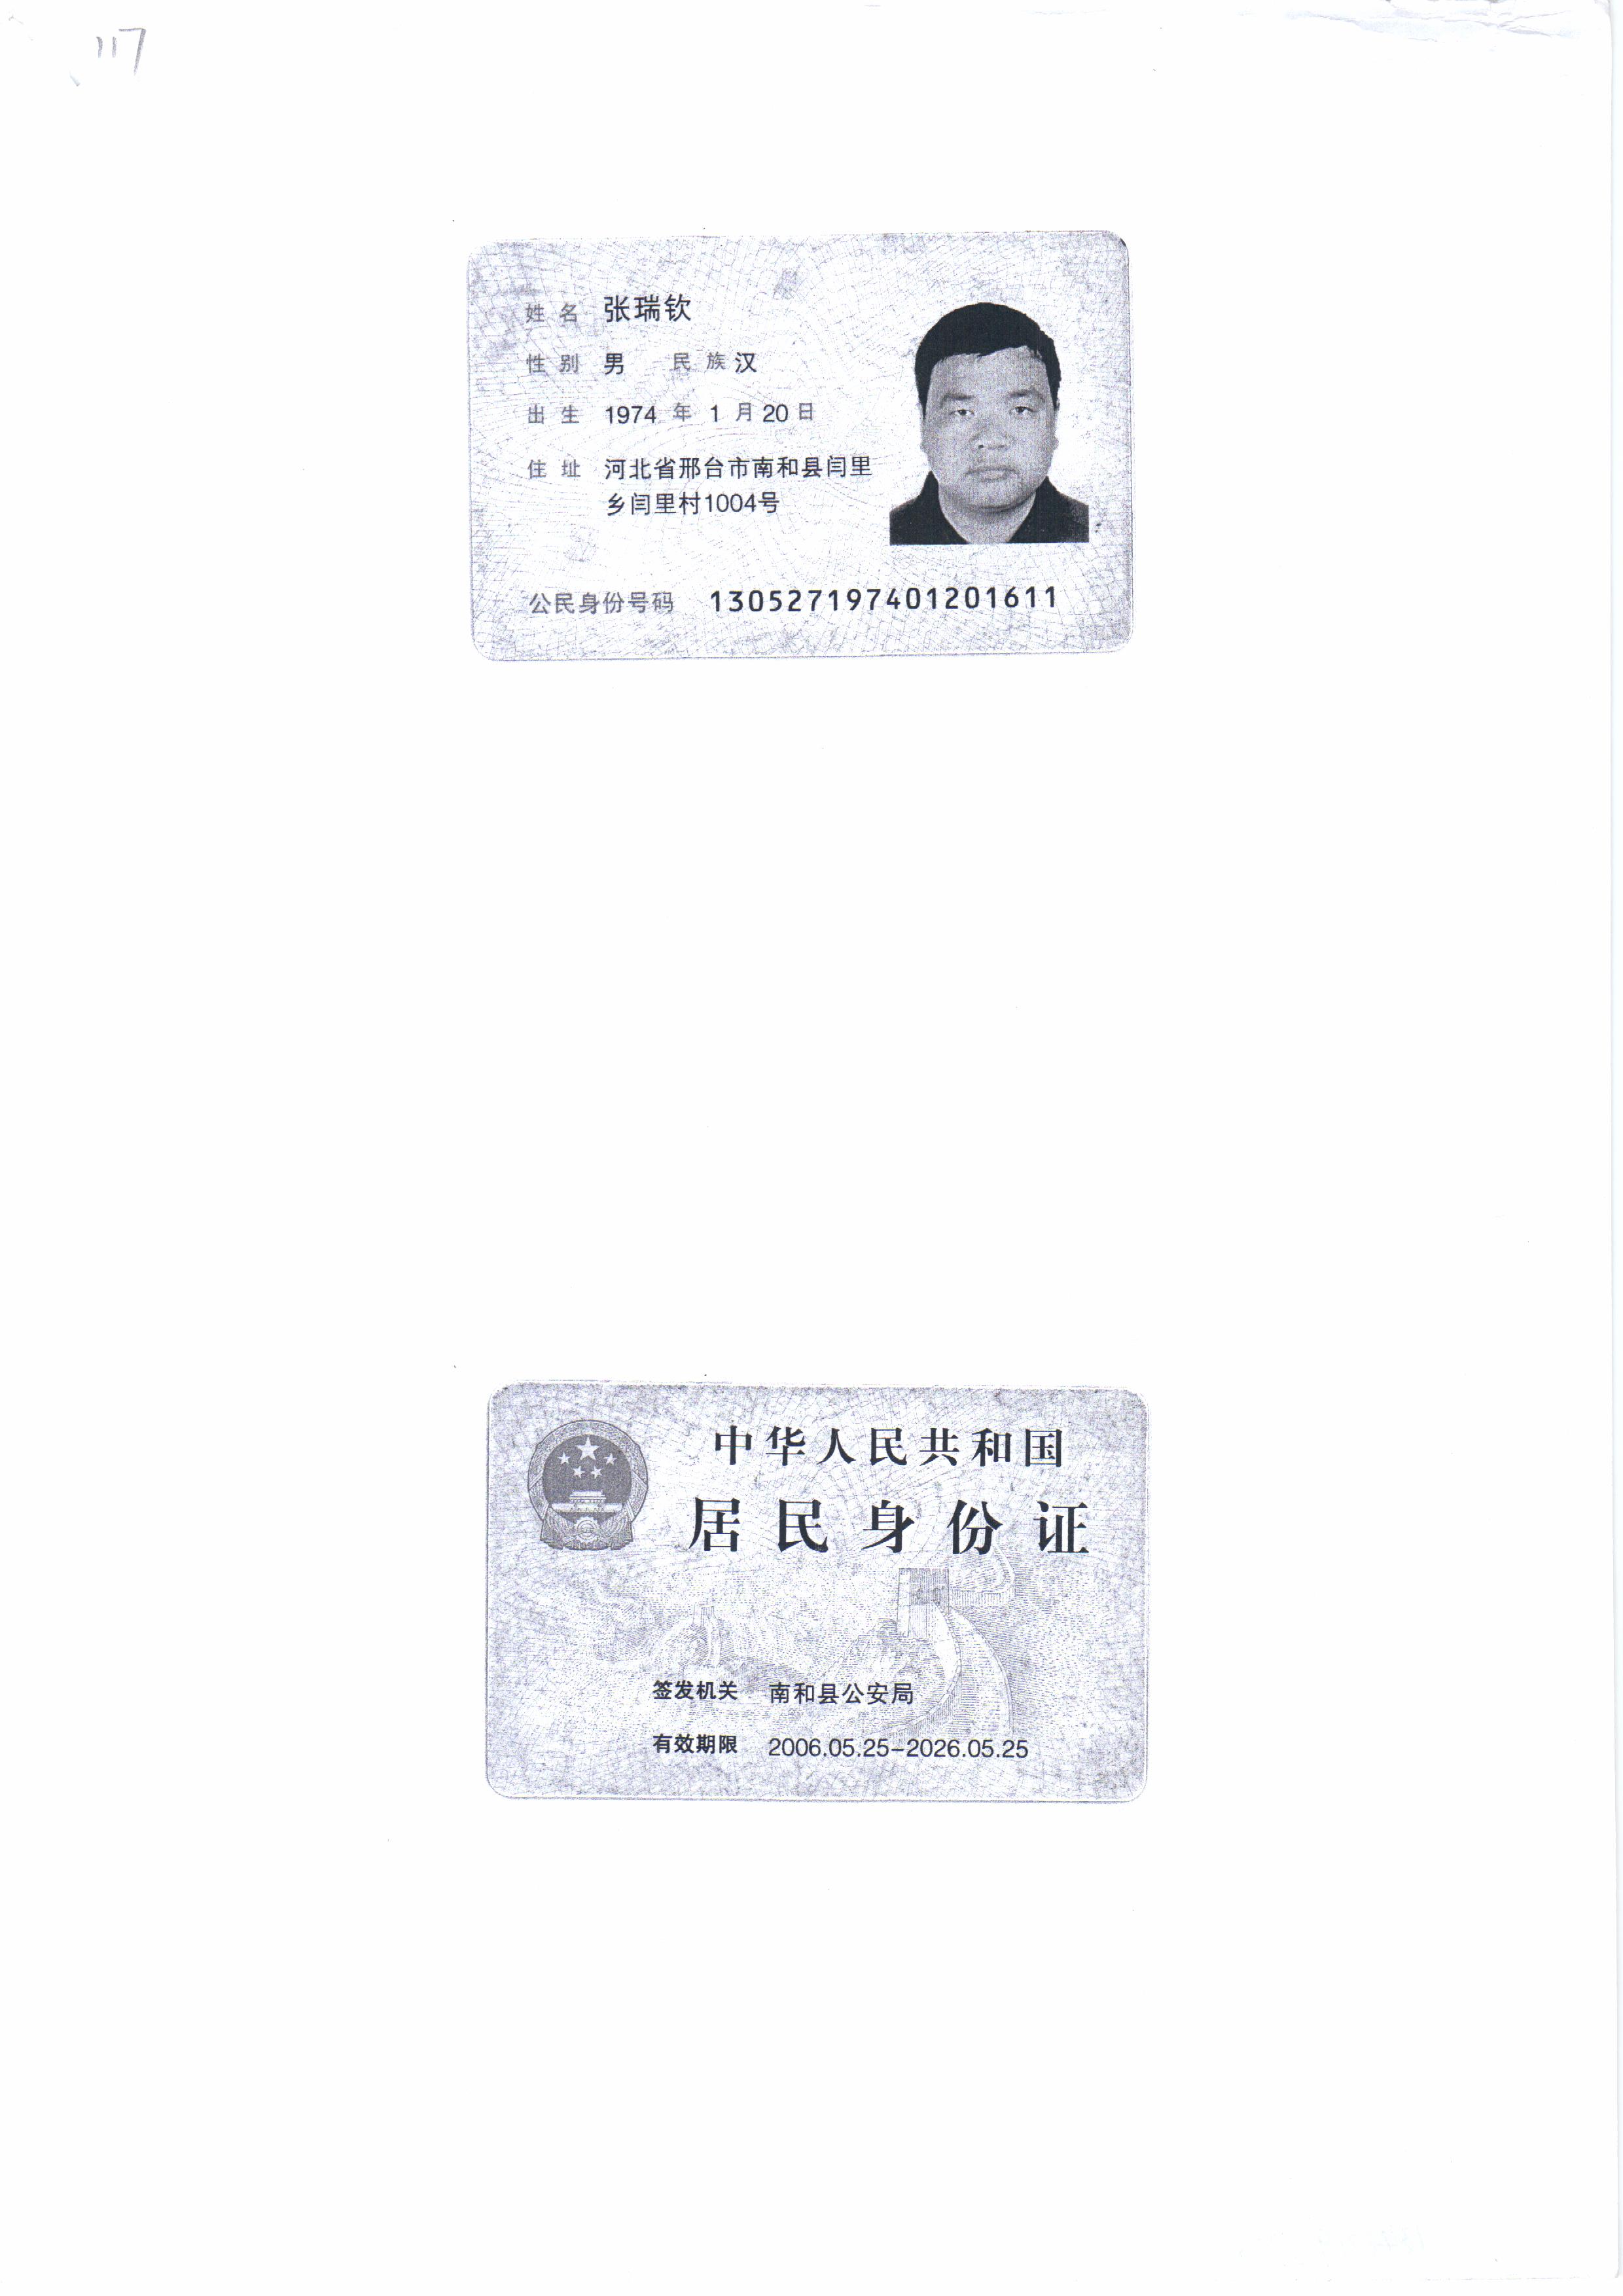 117
姓名 张瑞钦
性别 男 民族 汉
出生 1974 年 1 月 20 日
住址 河北省邢台市南和县闫里
乡闫里村1004号
公民身份号码 130527197401201611
中华人民共和国
居民身份证
签发机关 南和县公安局
有效期限 2006.05.25-2026.05.25